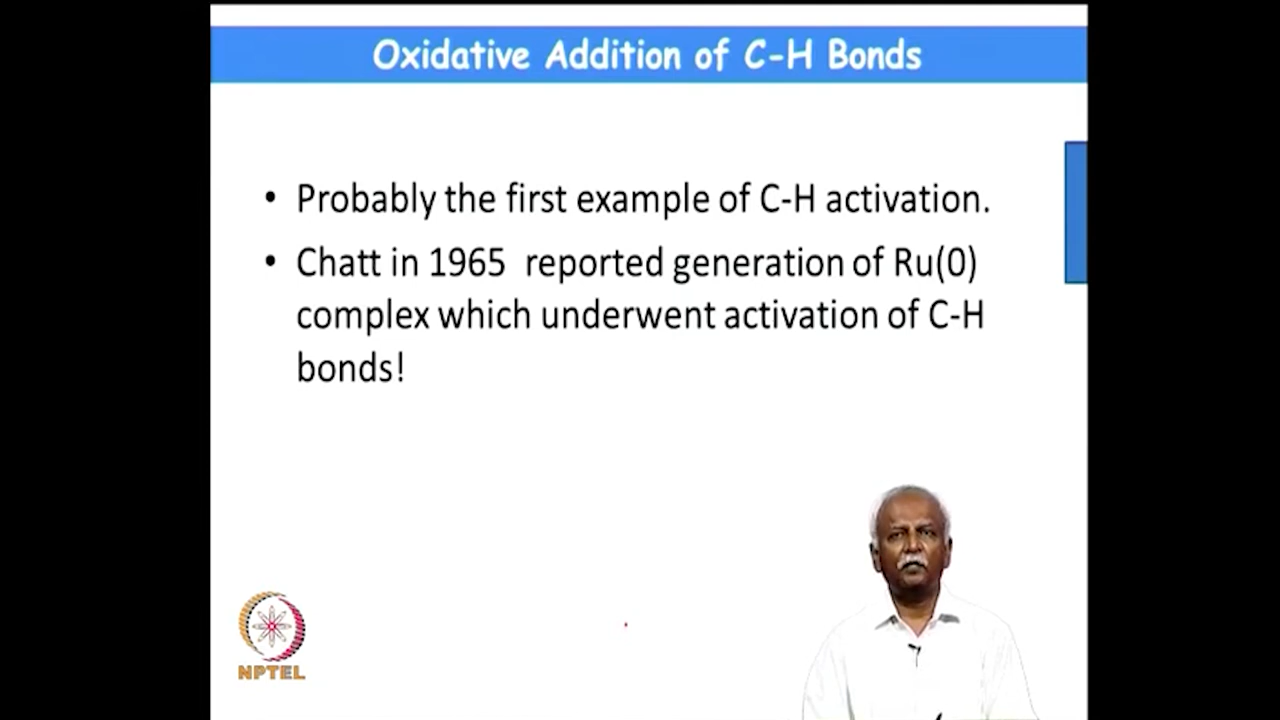 Oxidative Addition of C-H Bonds
• Probably the first example of C-H activation.
• Chatt in 1965 reported generation of Ru(0)
complex which underwent activation of C-H
bonds!
NPTEL